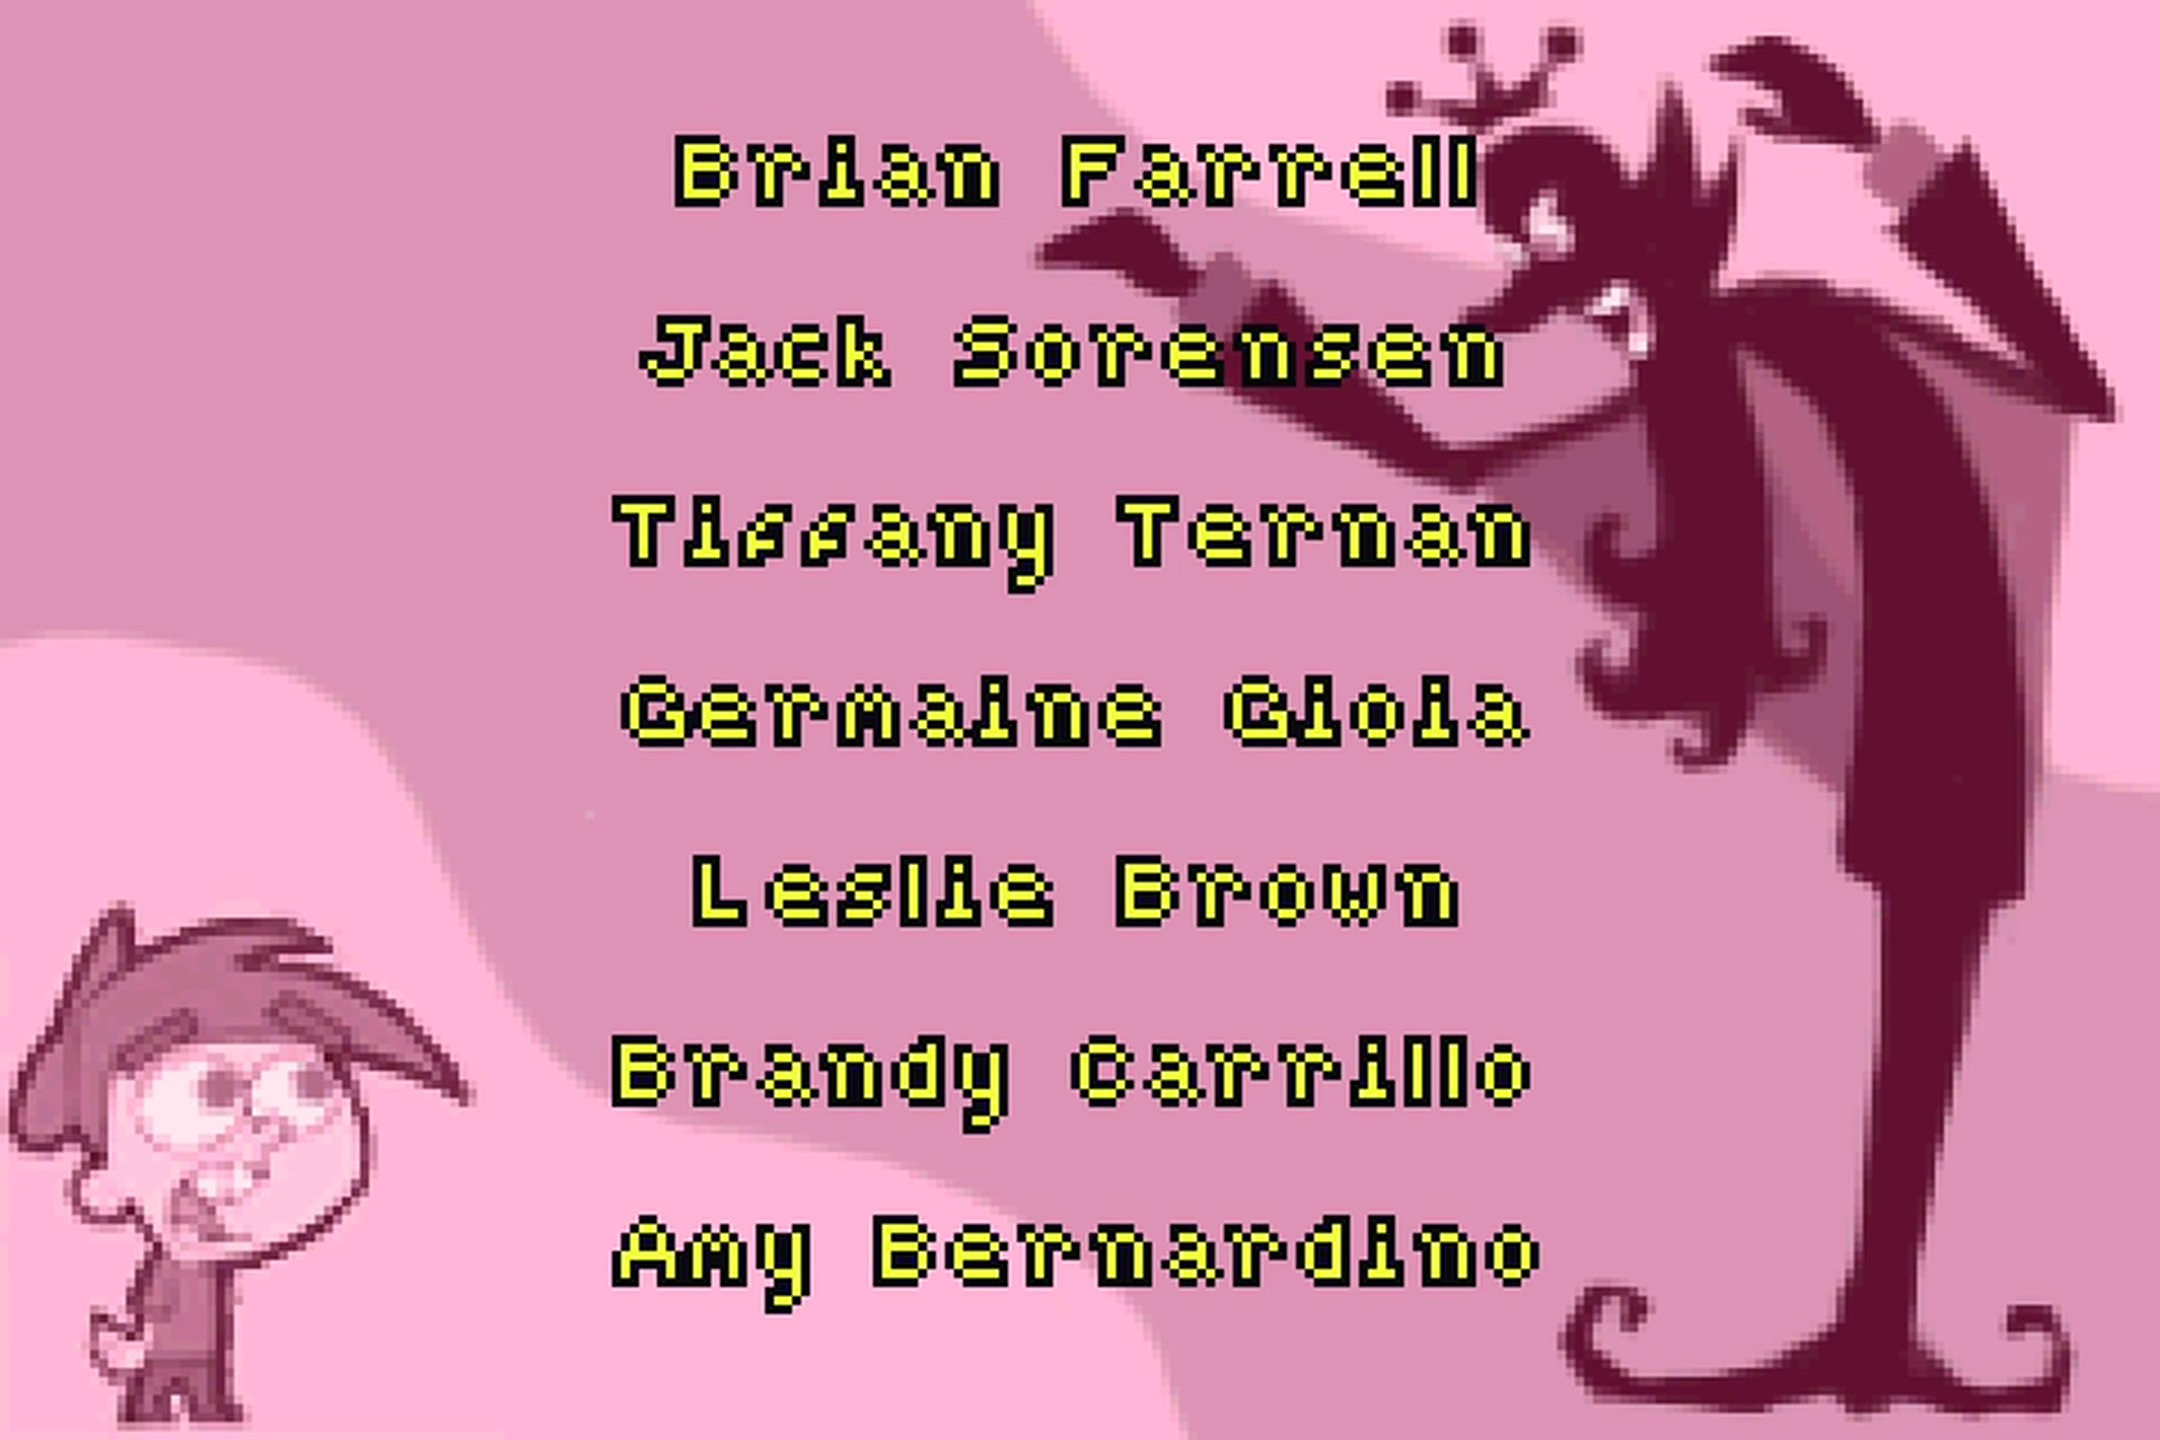 Brian Farrell
Jack Sorensen
Tiffany Ternan
Germaine Gioia
Leslie Brown
Brandy Carrillo
Amy Bernardino